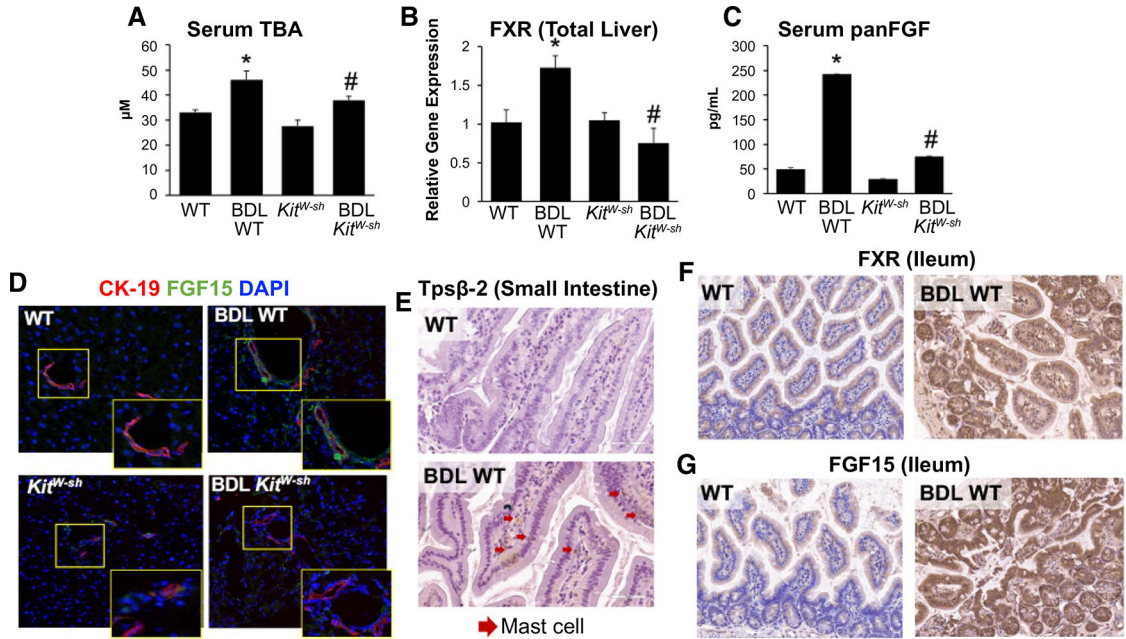 A
Serum TBA
µM
60
50
40
30
20
10
0
*
#
WT
BDL
WT
Kit^W-sh
BDL
Kit^W-sh
B
FXR (Total Liver)
Relative Gene Expression
2
1.5
1
0.5
0
*
#
WT
BDL
WT
Kit^W-sh
BDL
Kit^W-sh
C
Serum panFGF
pg/mL
300
250
200
150
100
50
0
*
#
WT
BDL
WT
Kit^W-sh
BDL
Kit^W-sh
D
CK-19 FGF15 DAPI
WT
BDL WT
Kit^W-sh
BDL Kit^W-sh
E
Tpsβ-2 (Small Intestine)
WT
BDL WT
Mast cell
F
FXR (Ileum)
WT
BDL WT
G
FGF15 (Ileum)
WT
BDL WT